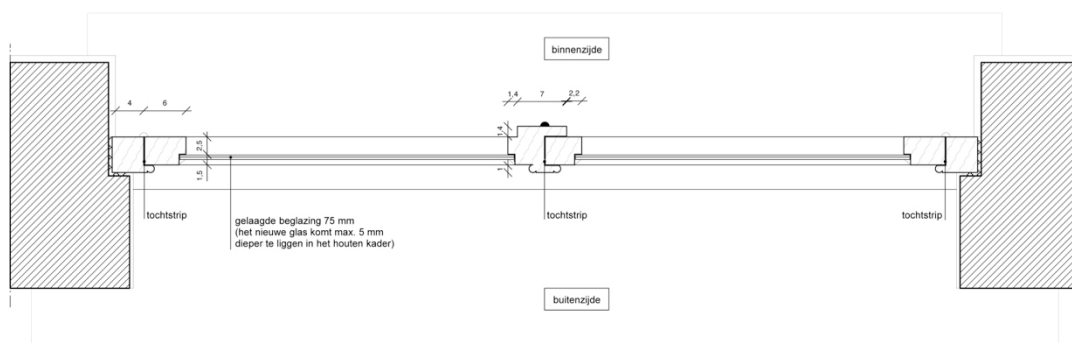 binnenzijde
4
6
1,4
7
2,2
1,4
2,5
1,5
1
tochtstrip
tochtstrip
tochtstrip
gelaagde beglazing 75 mm
(het nieuwe glas komt max. 5 mm
dieper te liggen in het houten kader)
buitenzijde